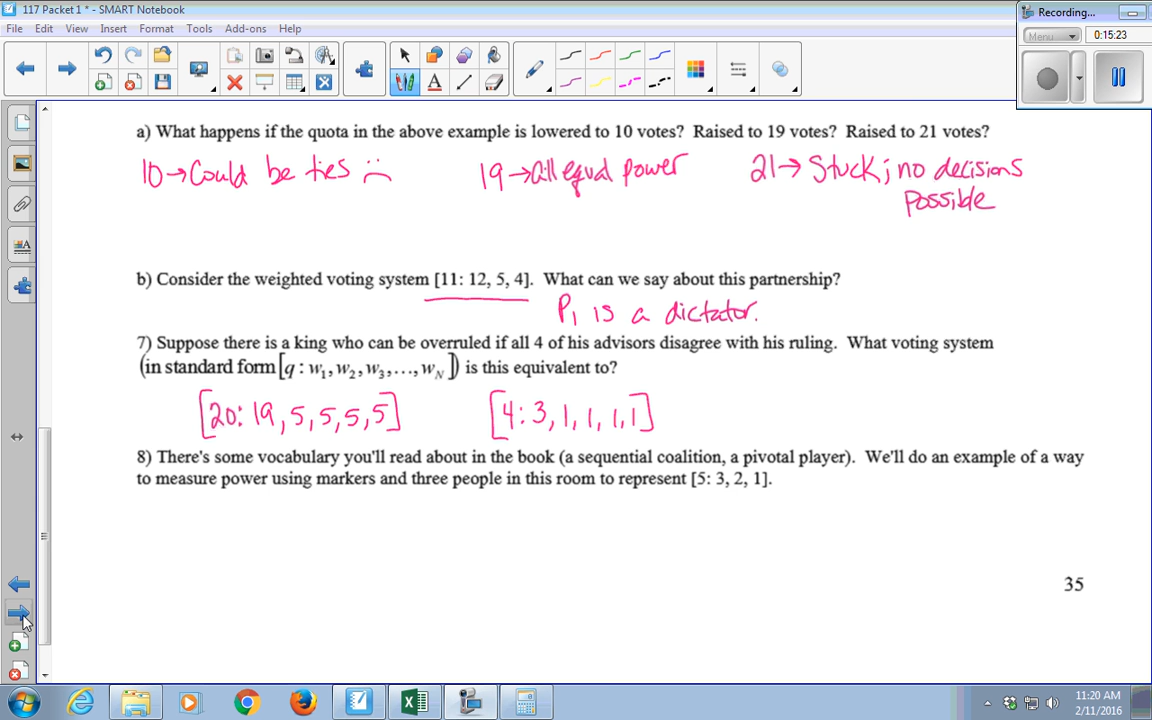 117 Packet 1 * - SMART Notebook
Recording...
File Edit View Insert Format Tools Add-ons Help
Menu
0:15:23
a) What happens if the quota in the above example is lowered to 10 votes? Raised to 19 votes? Raised to 21 votes?
10→Could be ties :( 19→all equal power 21→ Stuck; no decisions
possible
b) Consider the weighted voting system [11: 12, 5, 4]. What can we say about this partnership?
P1 is a dictator.
7) Suppose there is a king who can be overruled if all 4 of his advisors disagree with his ruling. What voting system
(in standard form [q : w1, w2, w3,…, wN]) is this equivalent to?
[20: 19, 5, 5, 5, 5] [4: 3, 1, 1, 1, 1]
8) There's some vocabulary you'll read about in the book (a sequential coalition, a pivotal player). We'll do an example of a way
to measure power using markers and three people in this room to represent [5: 3, 2, 1].
35
11:20 AM
2/11/2016